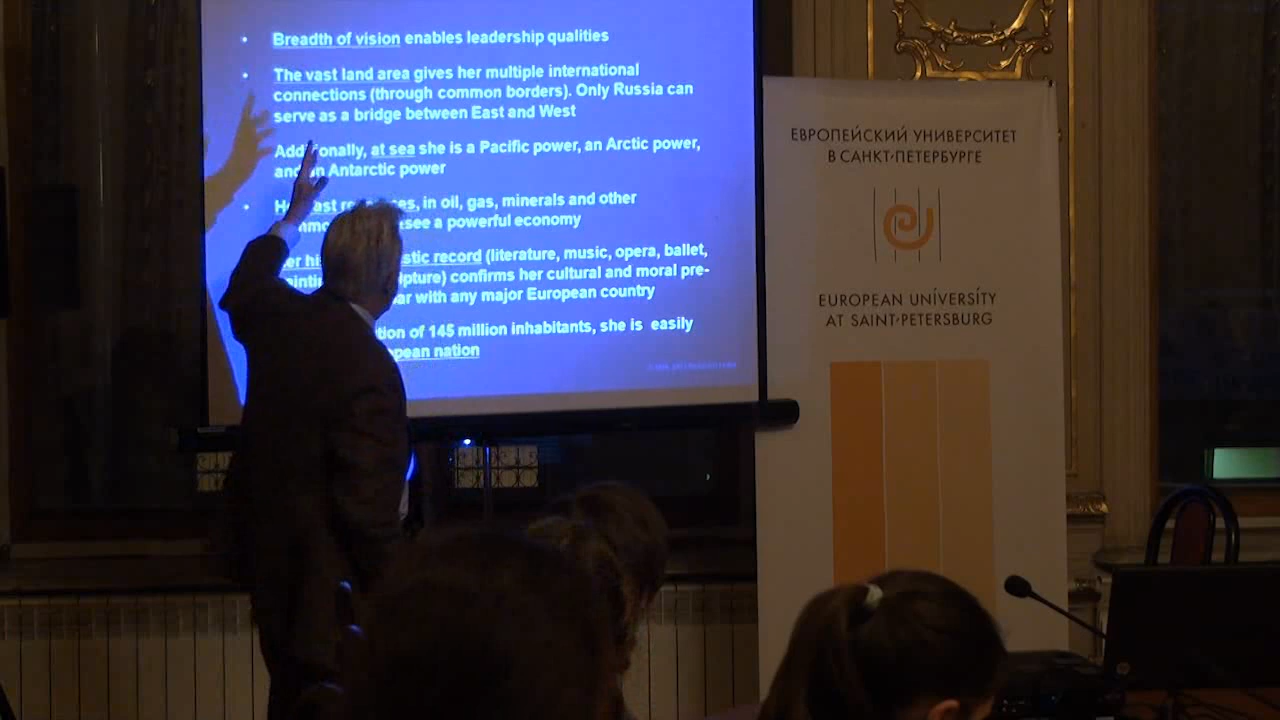 • Breadth of vision enables leadership qualities
• The vast land area gives her multiple international
connections (through common borders). Only Russia can
serve as a bridge between East and West
at sea she is a Pacific power, an Arctic power,
Antarctic power
• in oil, gas, minerals and other
see a powerful economy
record (literature, music, opera, ballet,
confirms her cultural and moral pre-
with any major European country
of 145 million inhabitants, she is easily
nation
ЕВРОПЕЙСКИЙ УНИВЕРСИТЕТ
В САНКТ-ПЕТЕРБУРГЕ
EUROPEAN UNIVERSITY
AT SAINT-PETERSBURG
hp